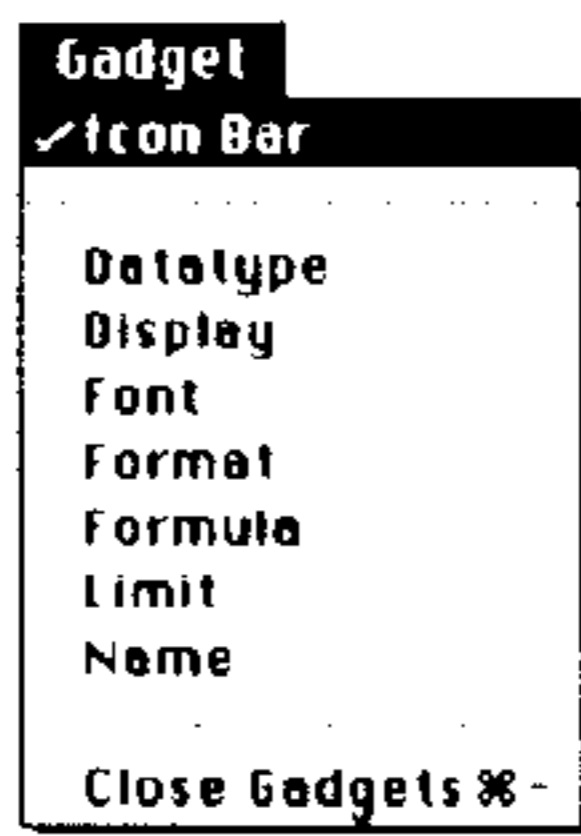 Gadget
✓Icon Bar
Datatype
Display
Font
Format
Formula
Limit
Name
Close Gadgets ⌘-